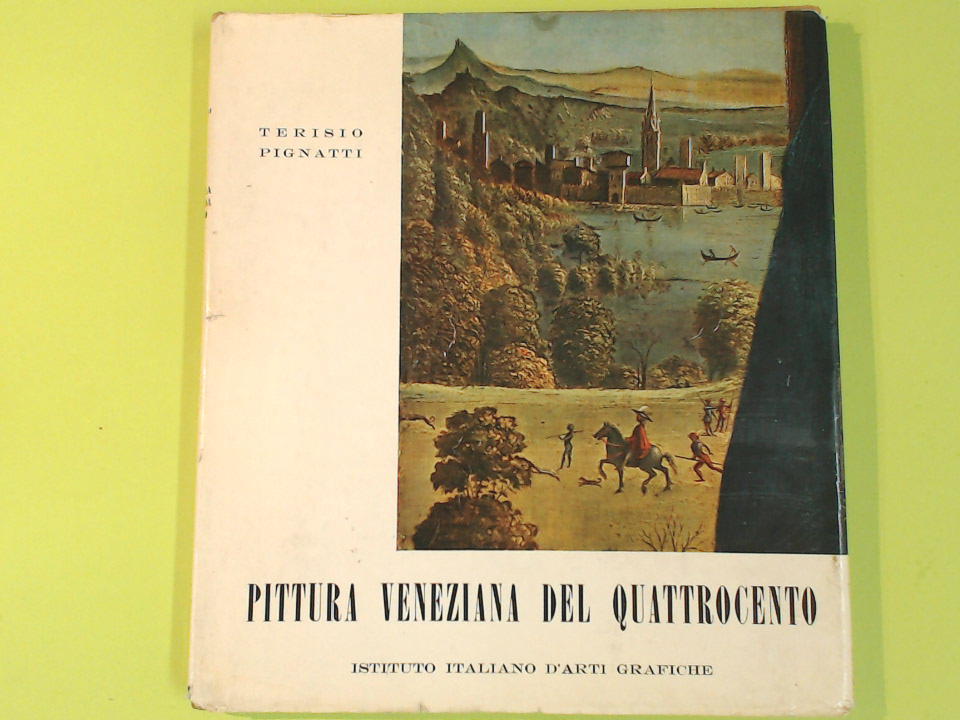 TERISIO
PIGNATTI
PITTURA VENEZIANA DEL QUATTROCENTO
ISTITUTO ITALIANO D'ARTI GRAFICHE